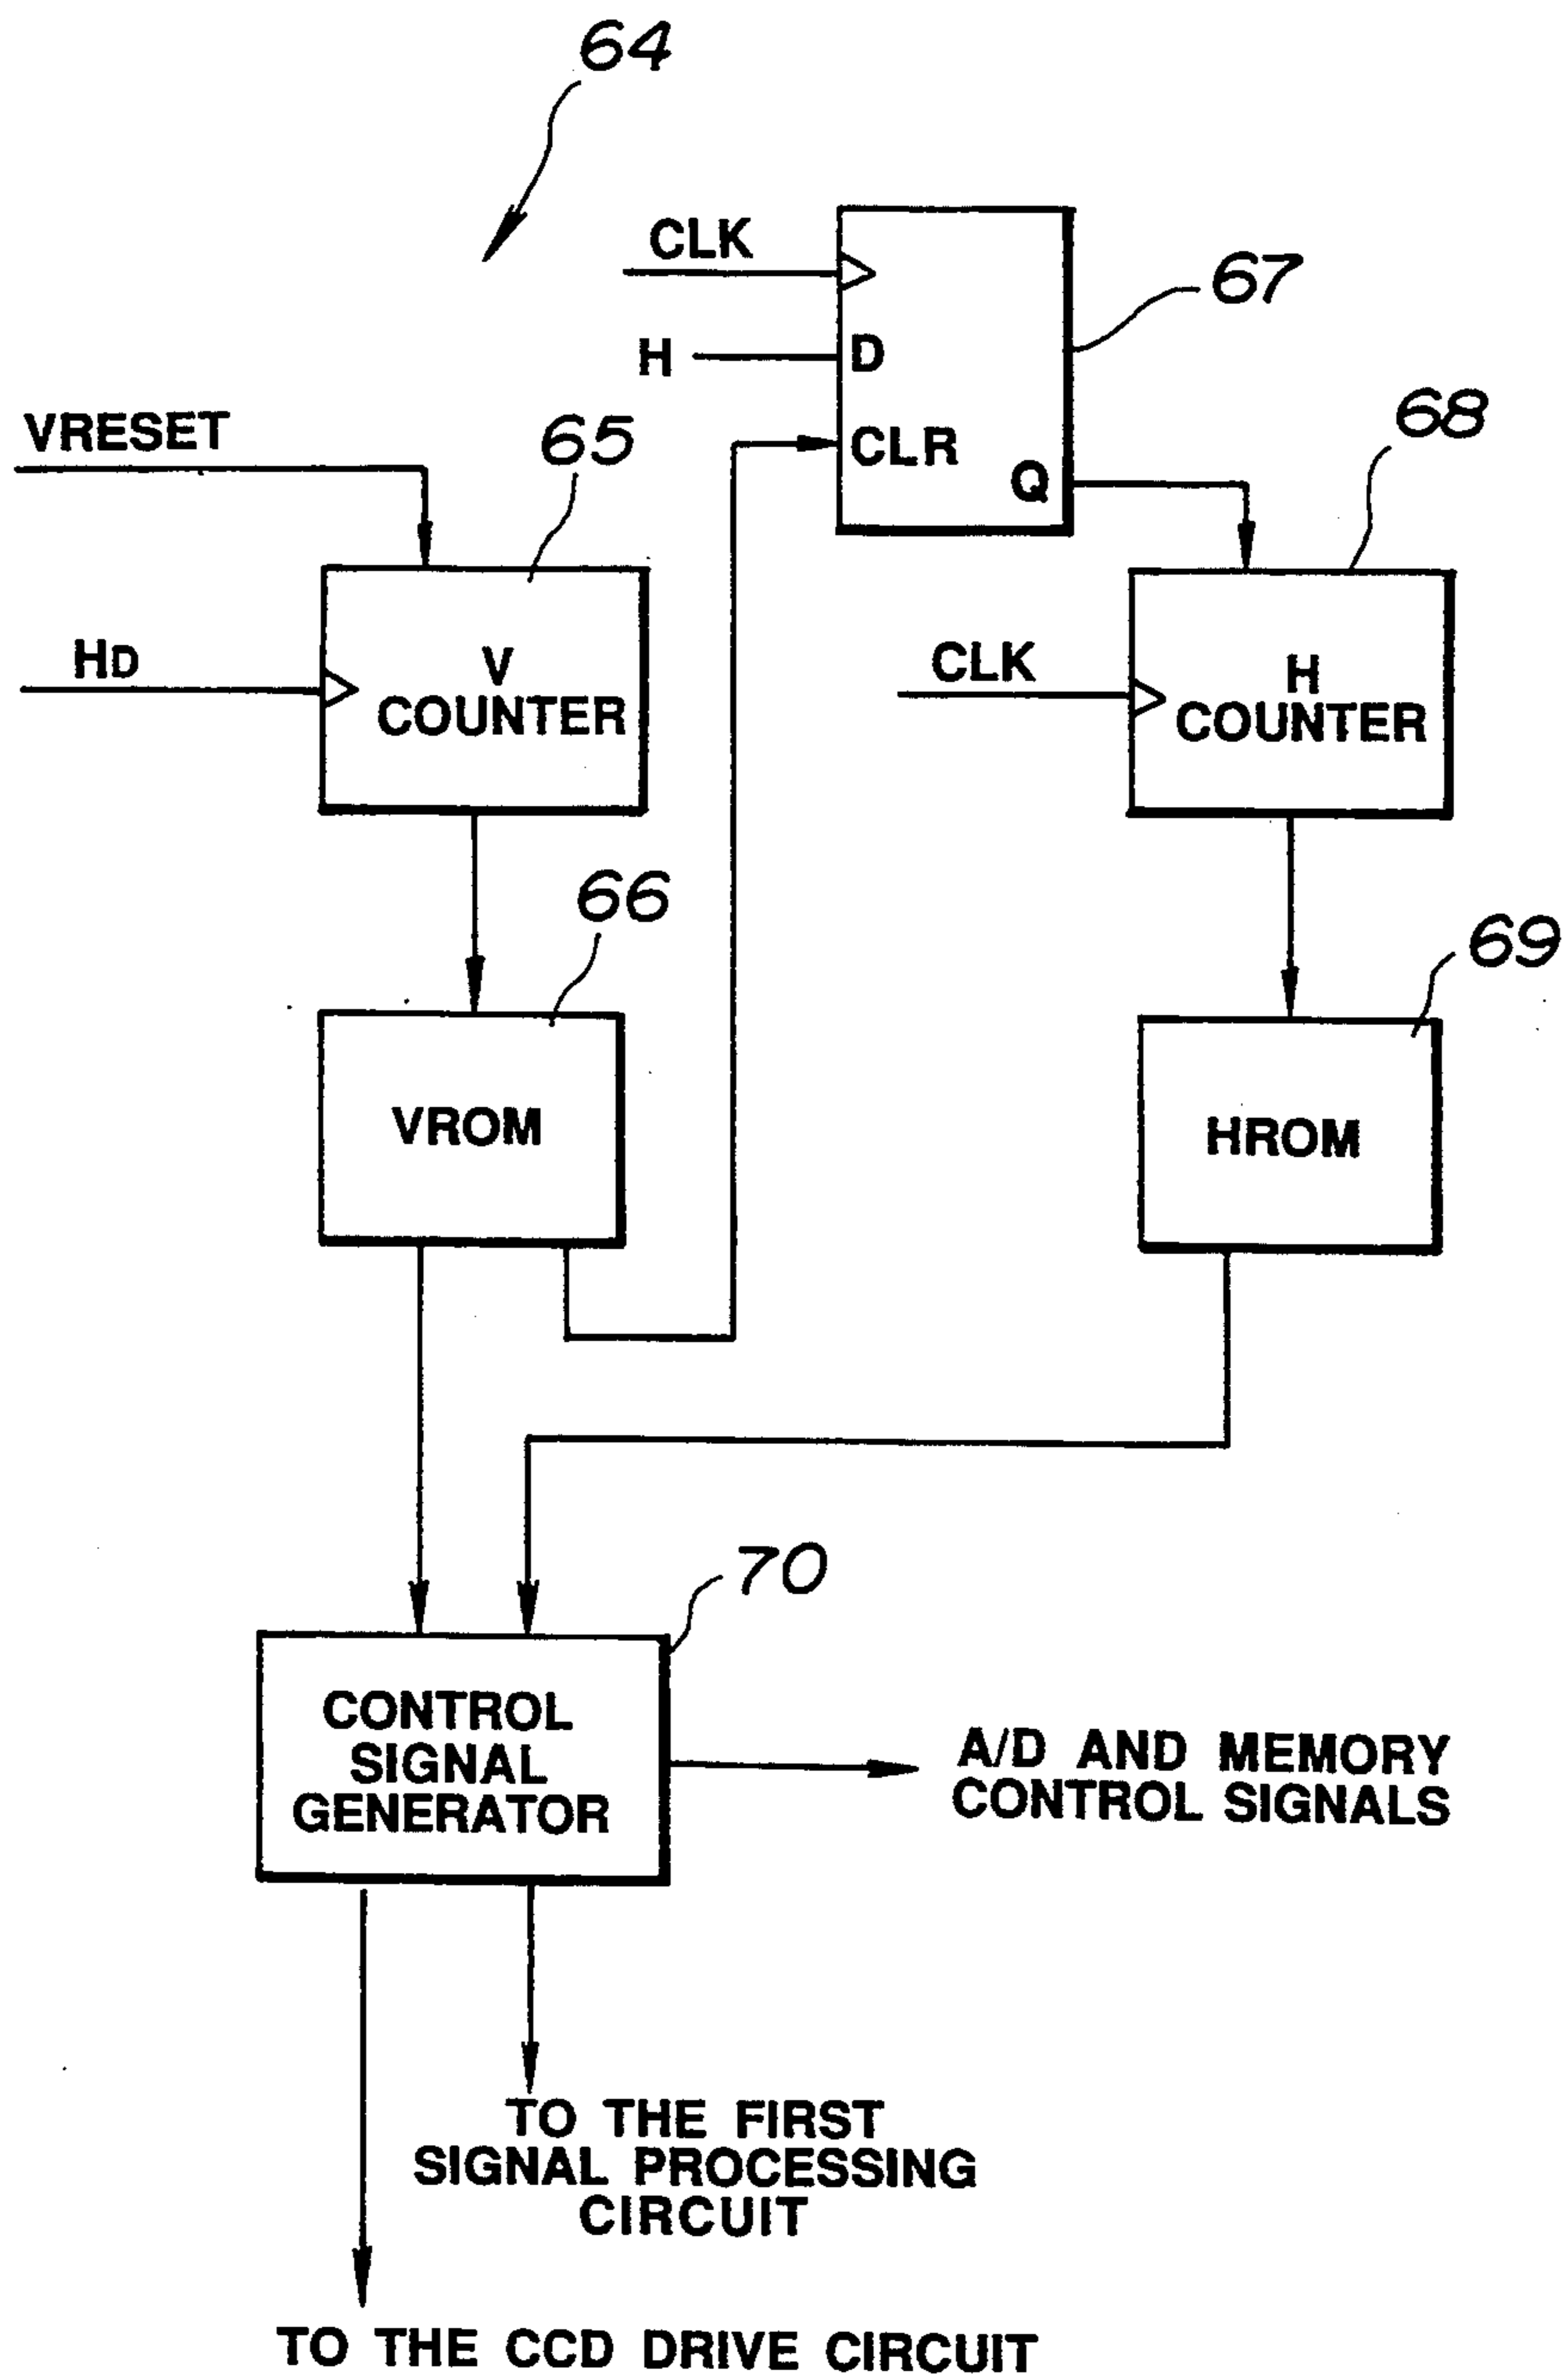 64
CLK
67
H
D
VRESET
65
CLR
68
Q
HD
V
COUNTER
CLK
H
COUNTER
66
69
VROM
HROM
70
CONTROL
SIGNAL
GENERATOR
A/D AND MEMORY
CONTROL SIGNALS
TO THE FIRST
SIGNAL PROCESSING
CIRCUIT
TO THE CCD DRIVE CIRCUIT